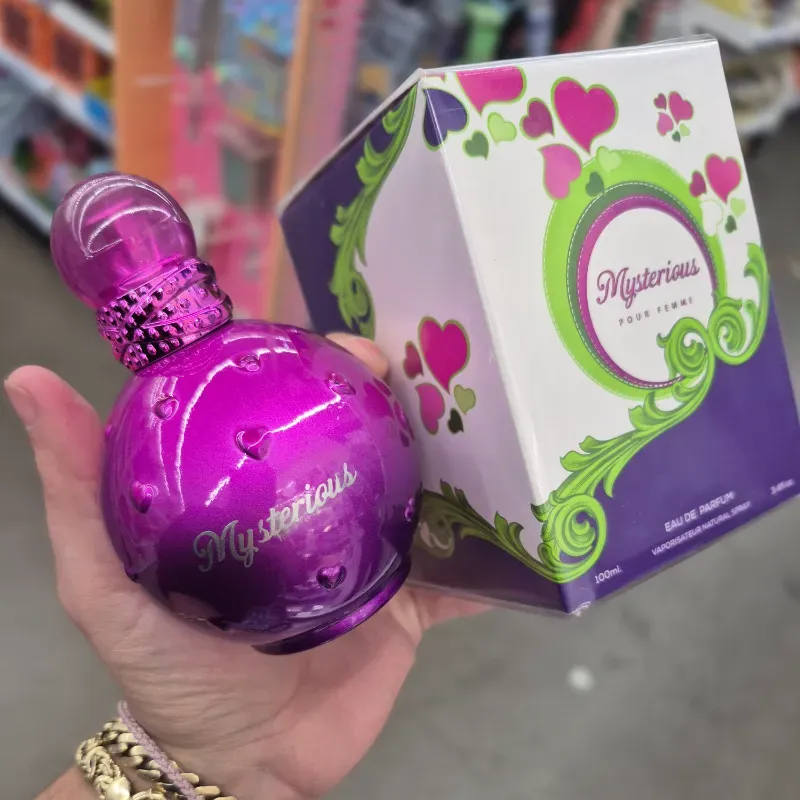 Mysterious
Mysterious
POUR FEMME
EAU DE PARFUM
VAPORISATEUR NATURAL SPRAY
100ml.
3.4fl.oz